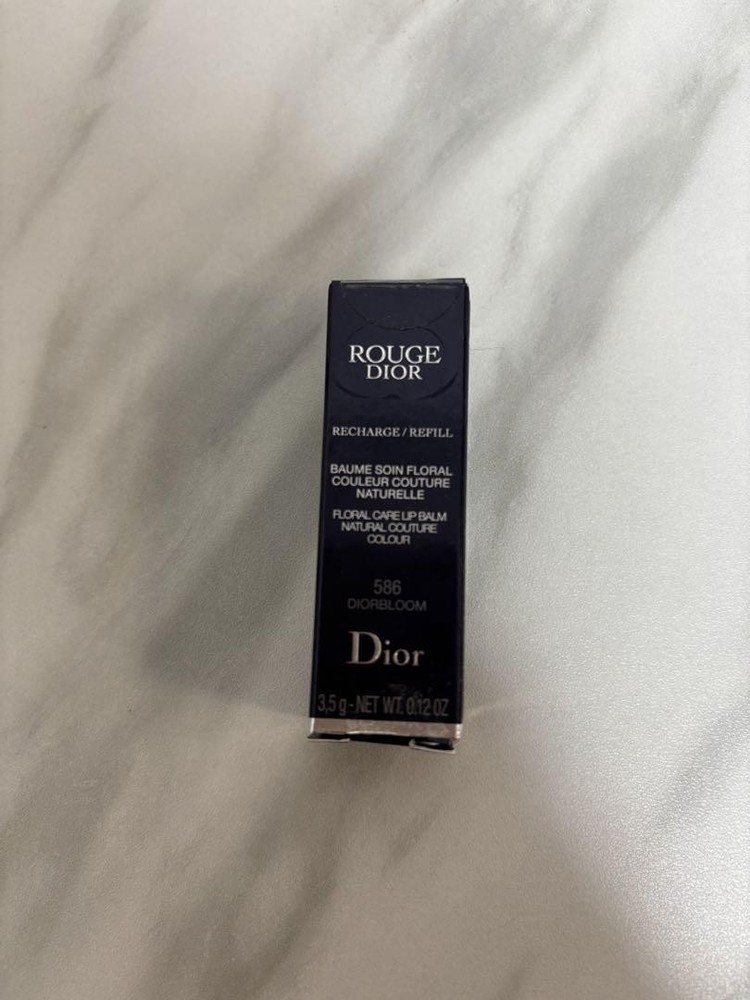 ROUGE
DIOR
RECHARGE / REFILL
BAUME SOIN FLORAL
COULEUR COUTURE
NATURELLE
FLORAL CARE LIP BALM
NATURAL COUTURE
COLOUR
586
DIORBLOOM
Dior
3,5 g - NET WT. 0.12 OZ